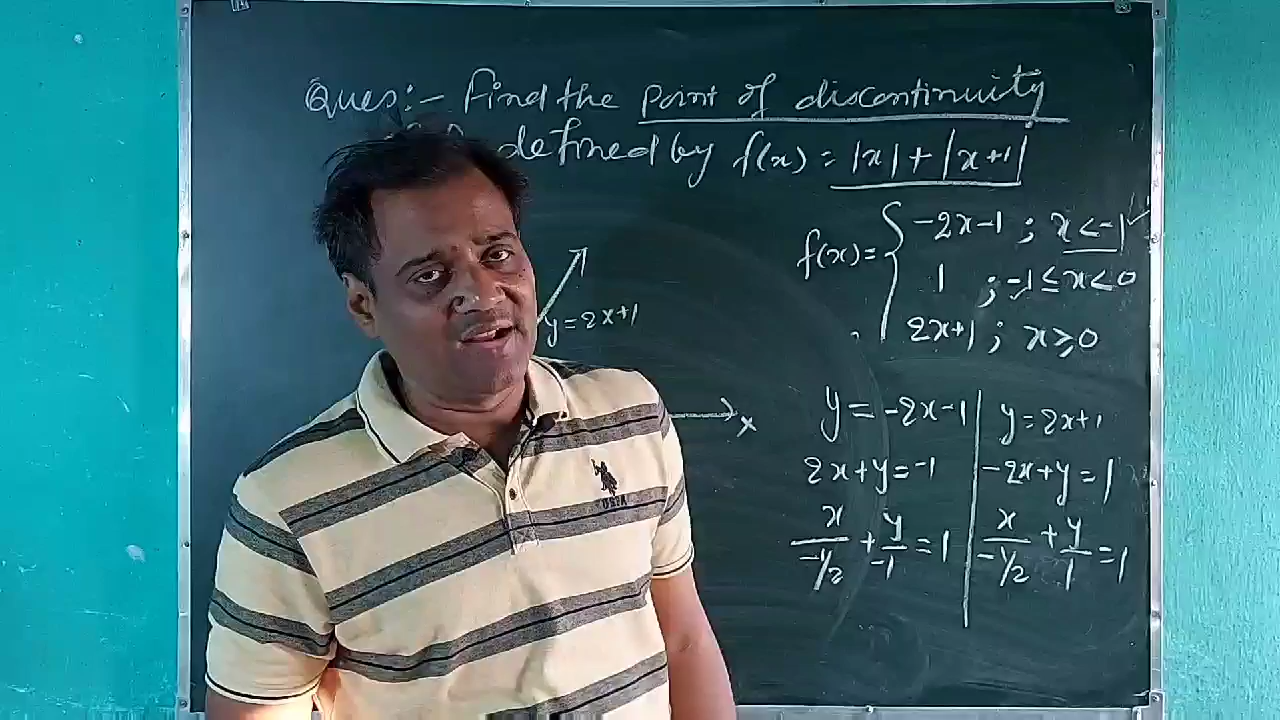 Ques:- Find the point of discontinuity
defined by f(x) = |x| + |x+1|
f(x) = { -2x-1 ; x < -1
1 ; -1 ≤ x < 0
2x+1 ; x ≥ 0
y = 2x+1
x
y = -2x-1
2x+y = -1
x/(-1/2) + y/-1 = 1
y = 2x+1
-2x+y = 1
x/(-1/2) + y/1 = 1
USPA